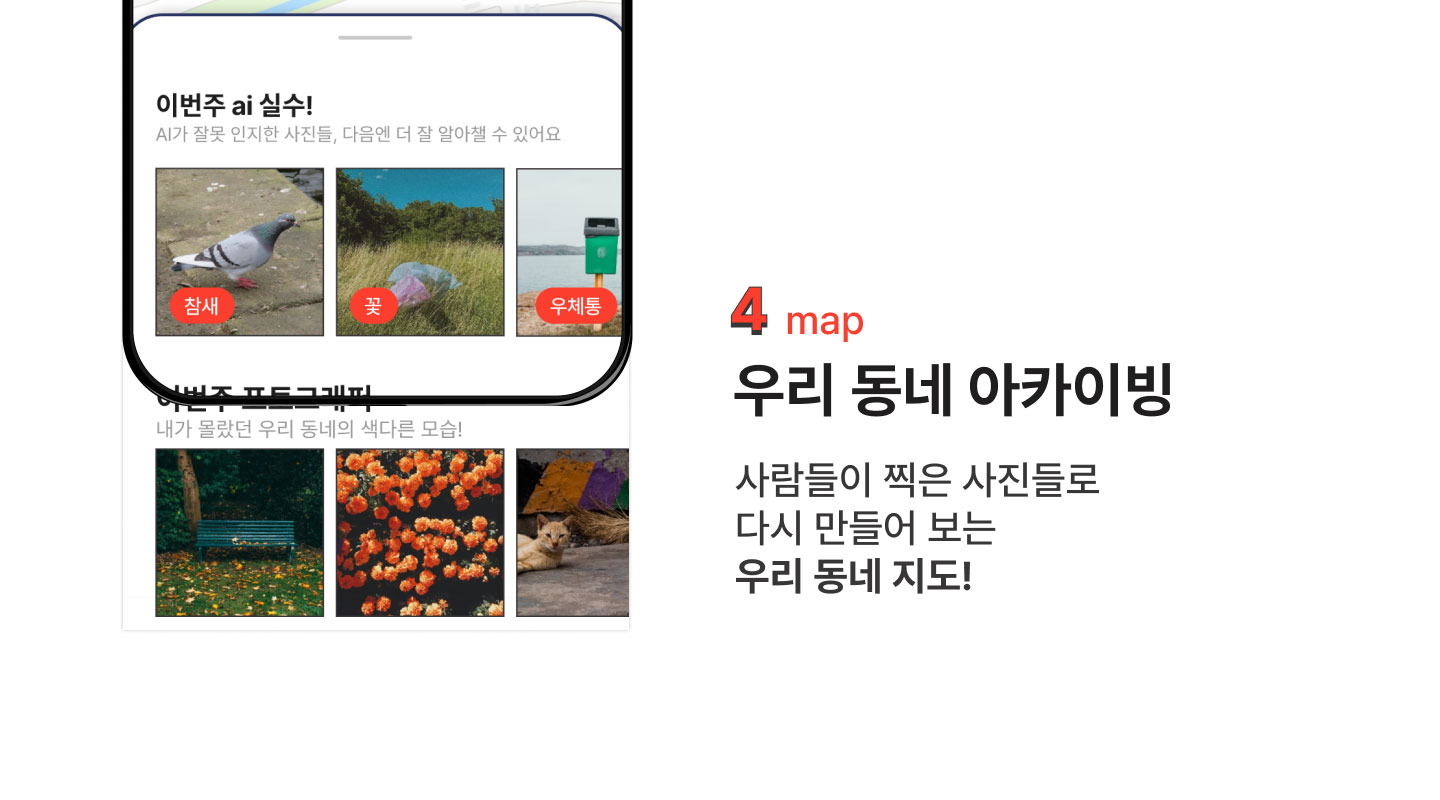 이번주 ai 실수!
AI가 잘못 인지한 사진들, 다음엔 더 잘 알아챌 수 있어요
참새
꽃
우체통
이번주 포토그래피
내가 몰랐던 우리 동네의 색다른 모습!
4 map
우리 동네 아카이빙
사람들이 찍은 사진들로
다시 만들어 보는
우리 동네 지도!